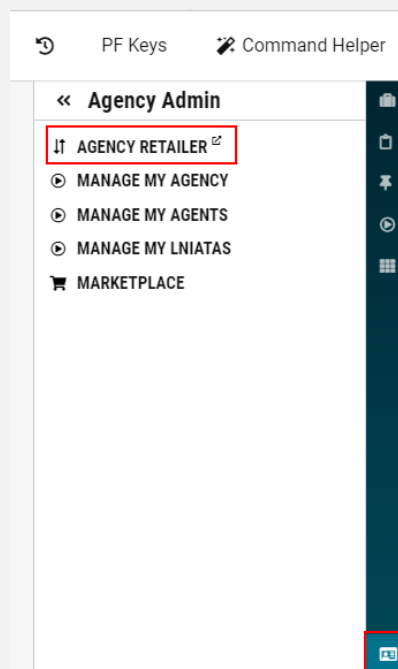 PF Keys Command Helper
« Agency Admin
AGENCY RETAILER
MANAGE MY AGENCY
MANAGE MY AGENTS
MANAGE MY LNIATAS
MARKETPLACE